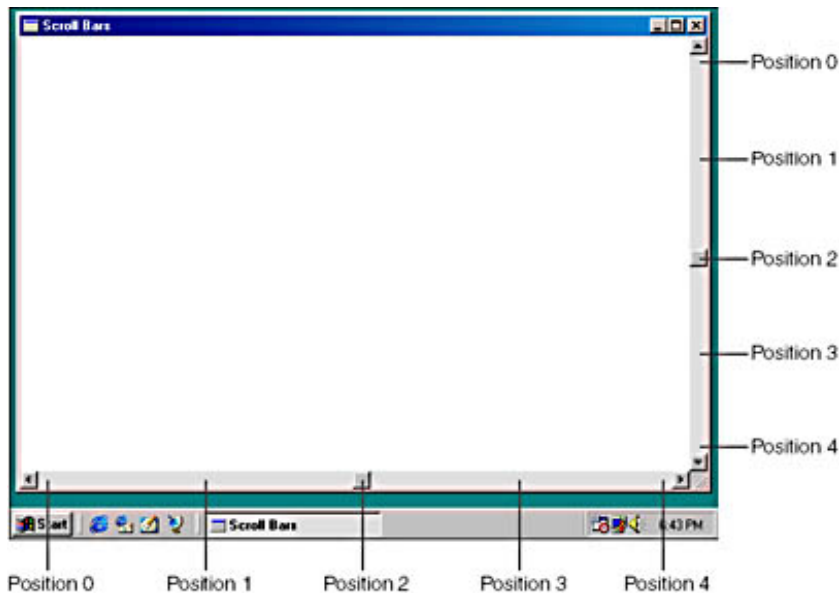 Scroll Bars
Position 0
Position 1
Position 2
Position 3
Position 4
Start
Scroll Bars
6:43 PM
Position 0 Position 1 Position 2 Position 3 Position 4